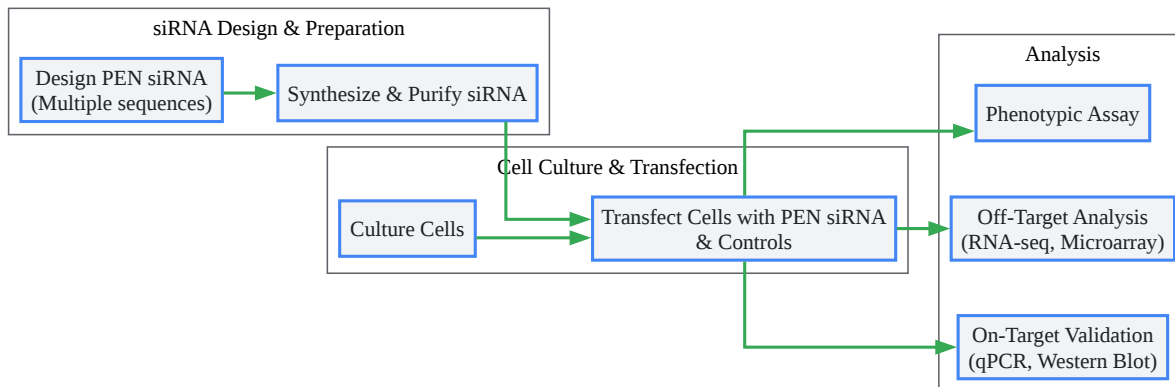 siRNA Design & Preparation
Design PEN siRNA
(Multiple sequences)
Synthesize & Purify siRNA
Cell Culture & Transfection
Culture Cells
Transfect Cells with PEN siRNA
& Controls
Analysis
Phenotypic Assay
Off-Target Analysis
(RNA-seq, Microarray)
On-Target Validation
(qPCR, Western Blot)